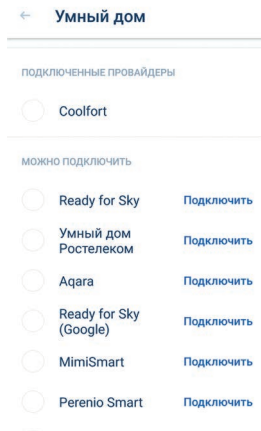 Умный дом
ПОДКЛЮЧЕННЫЕ ПРОВАЙДЕРЫ
Coolfort
МОЖНО ПОДКЛЮЧИТЬ
Ready for Sky Подключить
Умный дом
Ростелеком Подключить
Aqara Подключить
Ready for Sky
(Google) Подключить
MimiSmart Подключить
Perenio Smart Подключить